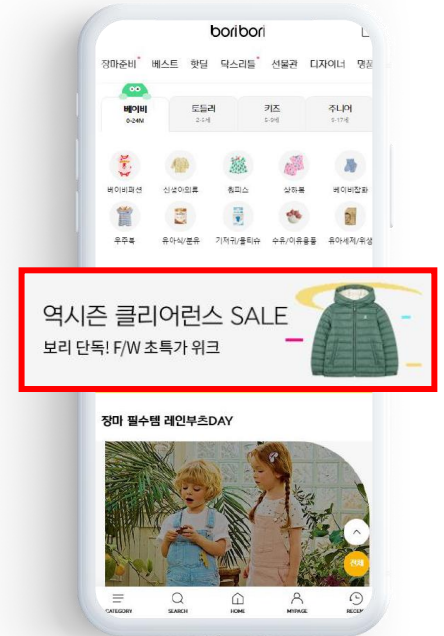 boribori
장마준비 베스트 핫딜 닥스리틀 선물관 디자이너 명품
베이비 토들러 키즈 주니어
0-24M 2-5세 5-9세 9-17세
베이비패션 신생아의류 원피스 상하복 베이비잡화
우주복 유아식/분유 기저귀/물티슈 수유/이유용품 유아세제/위생
역시즌 클리어런스 SALE
보리 단독! F/W 초특가 위크
장마 필수템 레인부츠DAY
전체
CATEGORY SEARCH HOME MYPAGE RECENT